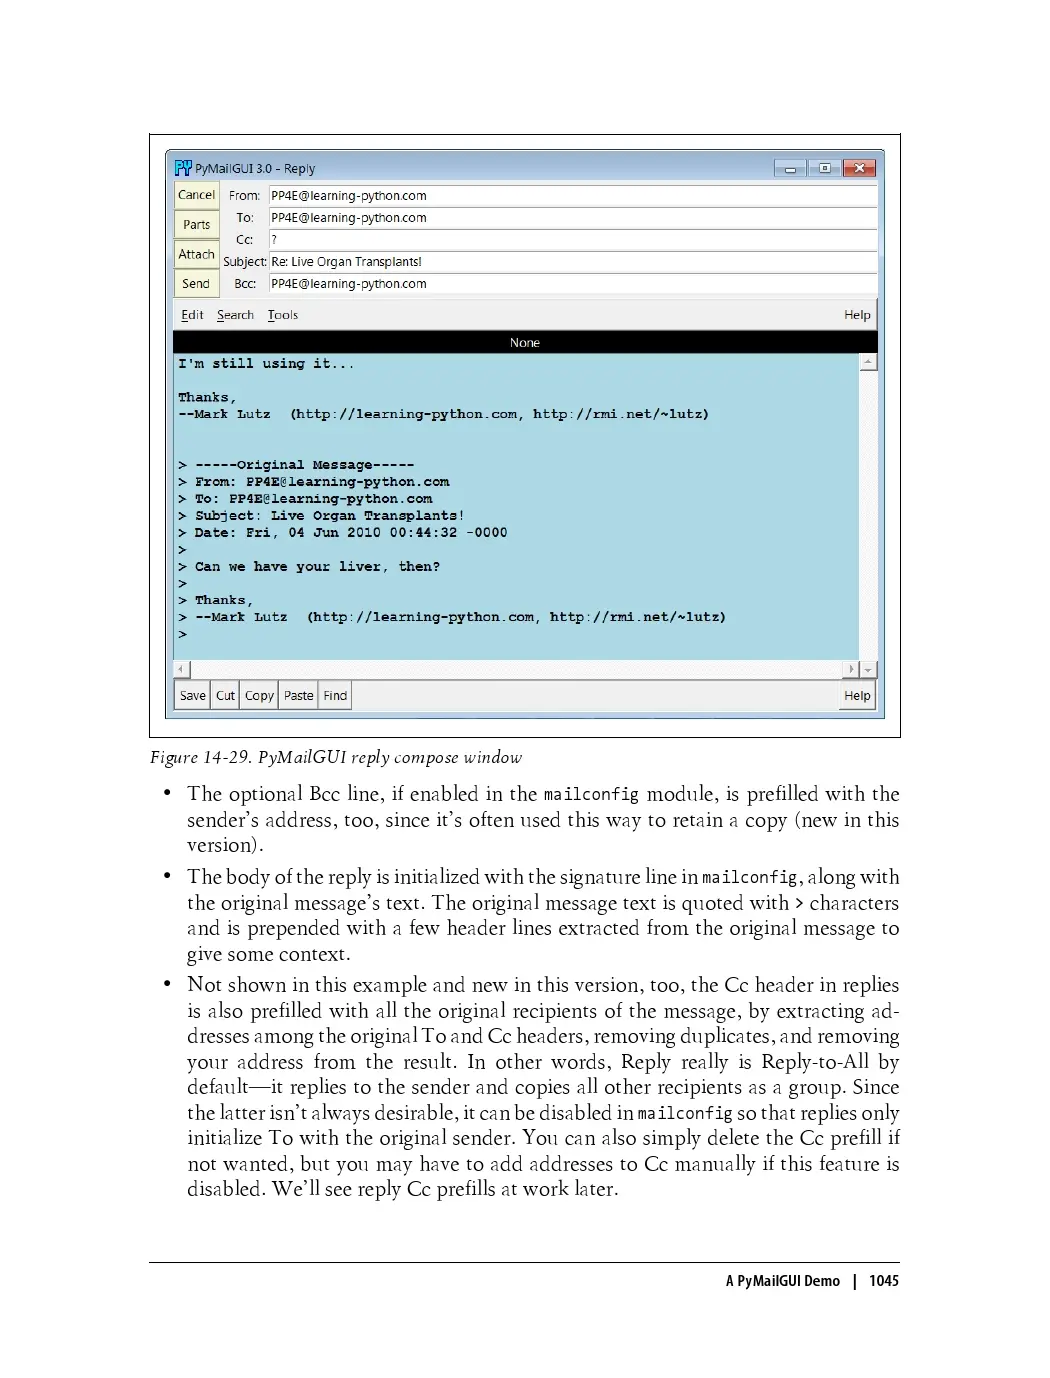 PyMailGUI 3.0 - Reply
Cancel From: PP4E@learning-python.com
Parts To: PP4E@learning-python.com
Cc: ?
Attach Subject: Re: Live Organ Transplants!
Send Bcc: PP4E@learning-python.com
Edit Search Tools Help
None
I'm still using it...
Thanks,
--Mark Lutz (http://learning-python.com, http://rmi.net/~lutz)
> -----Original Message-----
> From: PP4E@learning-python.com
> To: PP4E@learning-python.com
> Subject: Live Organ Transplants!
> Date: Fri, 04 Jun 2010 00:44:32 -0000
>
> Can we have your liver, then?
>
> Thanks,
> --Mark Lutz (http://learning-python.com, http://rmi.net/~lutz)
>
Save Cut Copy Paste Find Help
Figure 14-29. PyMailGUI reply compose window
• The optional Bcc line, if enabled in the mailconfig module, is prefilled with the
sender's address, too, since it's often used this way to retain a copy (new in this
version).
• The body of the reply is initialized with the signature line in mailconfig, along with
the original message's text. The original message text is quoted with > characters
and is prepended with a few header lines extracted from the original message to
give some context.
• Not shown in this example and new in this version, too, the Cc header in replies
is also prefilled with all the original recipients of the message, by extracting ad-
dresses among the original To and Cc headers, removing duplicates, and removing
your address from the result. In other words, Reply really is Reply-to-All by
default—it replies to the sender and copies all other recipients as a group. Since
the latter isn't always desirable, it can be disabled in mailconfig so that replies only
initialize To with the original sender. You can also simply delete the Cc prefill if
not wanted, but you may have to add addresses to Cc manually if this feature is
disabled. We'll see reply Cc prefills at work later.
A PyMailGUI Demo | 1045